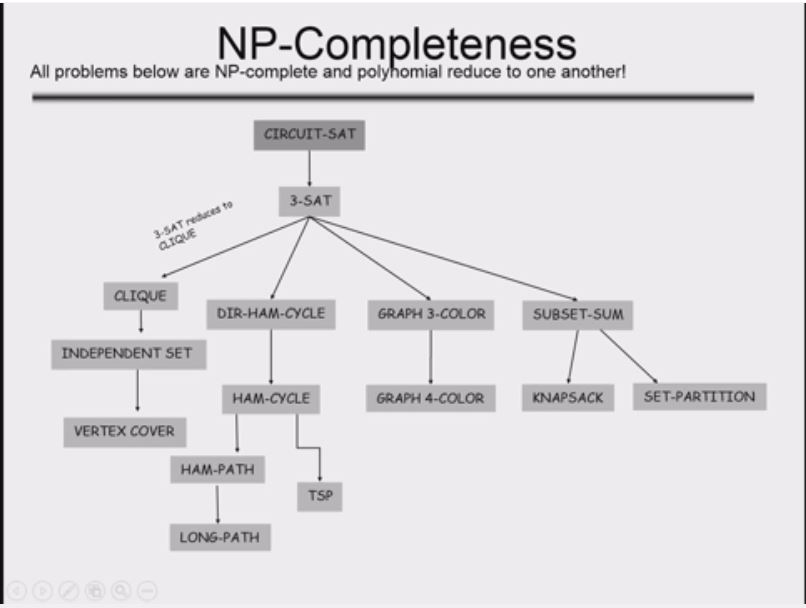 NP-Completeness
All problems below are NP-complete and polyhomial reduce to one another!
CIRCUIT-SAT
3-SAT
3-SAT reduces to
CLIQUE
CLIQUE
DIR-HAM-CYCLE
GRAPH 3-COLOR
SUBSET-SUM
INDEPENDENT SET
HAM-CYCLE
GRAPH 4-COLOR
KNAPSACK
SET-PARTITION
VERTEX COVER
HAM-PATH
TSP
LONG-PATH